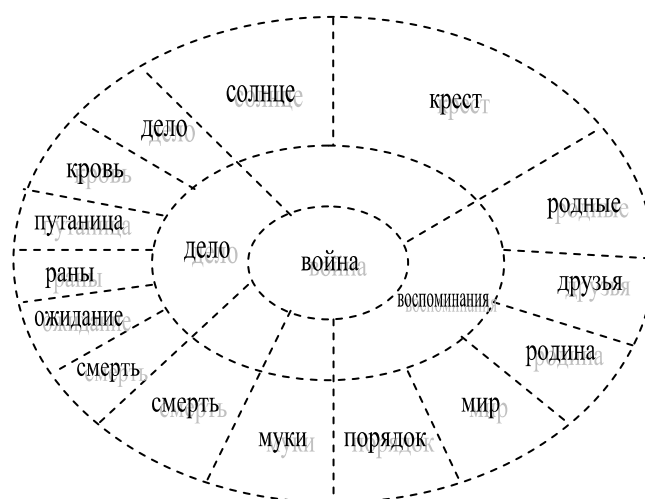 солнце
крест
дело
кровь
родные
путаница
дело
война
раны
воспоминания
друзья
ожидание
родина
смерть
смерть
мир
муки
порядок